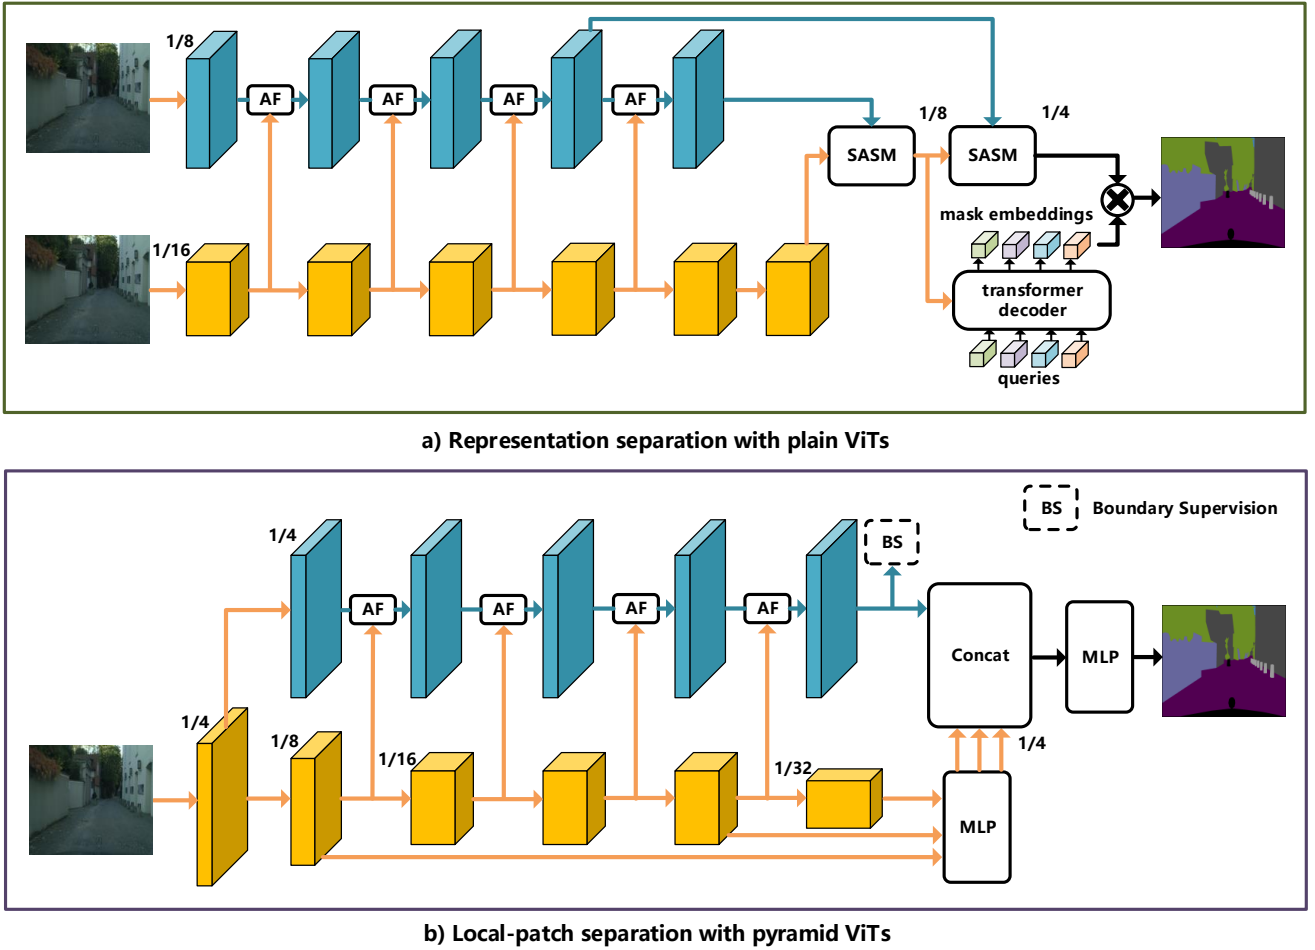 1/8
AF
AF
AF
AF
SASM
1/8
SASM
1/4
1/16
mask embeddings
transformer
decoder
queries
a) Representation separation with plain ViTs
BS
Boundary Supervision
1/4
BS
AF
AF
AF
AF
Concat
MLP
1/4
1/8
1/16
1/32
1/4
MLP
b) Local-patch separation with pyramid ViTs